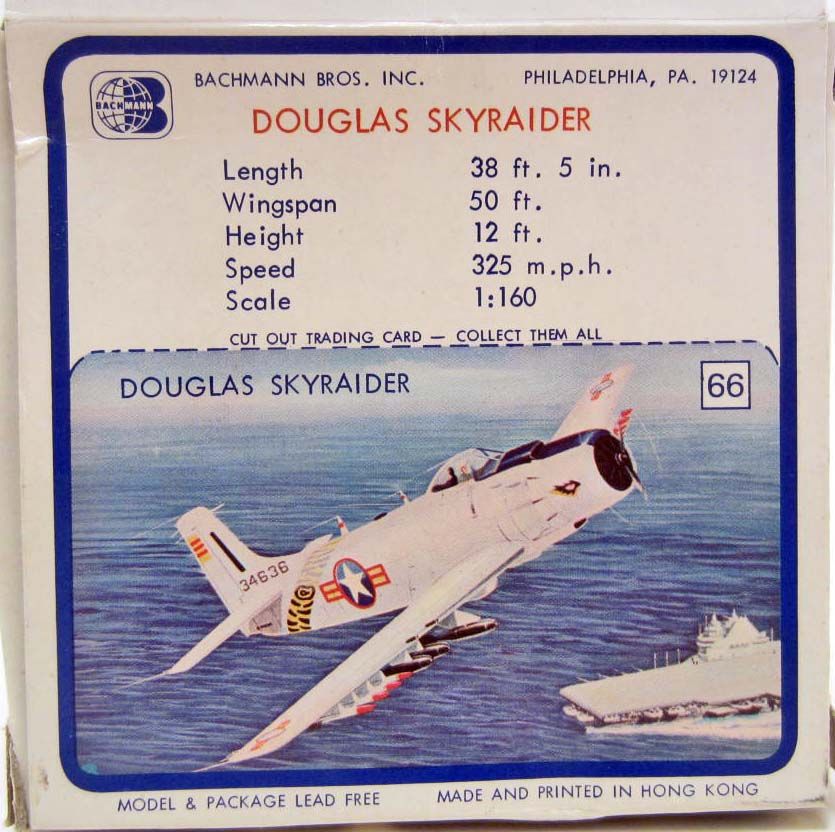 BACHMANN
BACHMANN BROS. INC. PHILADELPHIA, PA. 19124
DOUGLAS SKYRAIDER
Length 38 ft. 5 in.
Wingspan 50 ft.
Height 12 ft.
Speed 325 m.p.h.
Scale 1:160
CUT OUT TRADING CARD — COLLECT THEM ALL
DOUGLAS SKYRAIDER 66
34636
MODEL & PACKAGE LEAD FREE MADE AND PRINTED IN HONG KONG